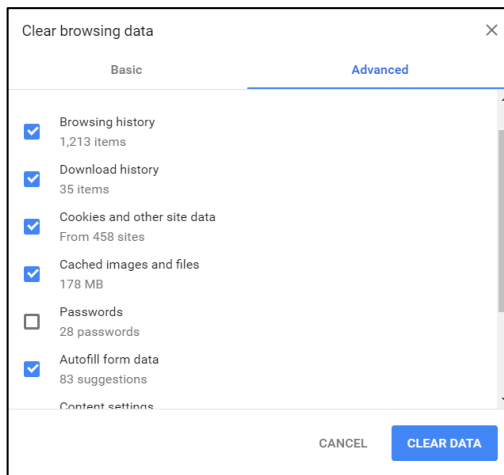 Clear browsing data
Basic
Advanced
Browsing history
1,213 items
Download history
35 items
Cookies and other site data
From 458 sites
Cached images and files
178 MB
Passwords
28 passwords
Autofill form data
83 suggestions
Content settings
CANCEL
CLEAR DATA